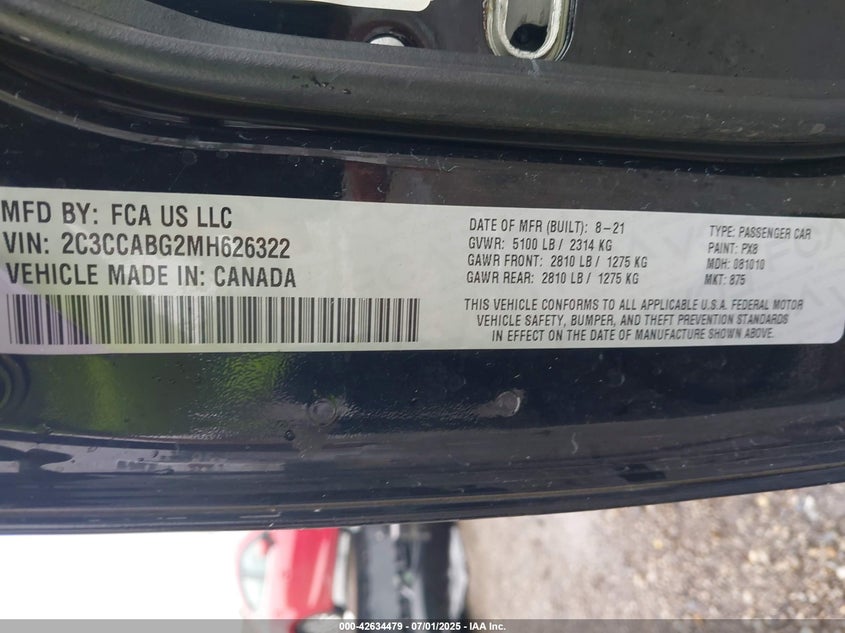 MFD BY: FCA US LLC
VIN: 2C3CCABG2MH626322
VEHICLE MADE IN: CANADA
DATE OF MFR (BUILT): 8-21
GVWR: 5100 LB / 2314 KG
GAWR FRONT: 2810 LB / 1275 KG
GAWR REAR: 2810 LB / 1275 KG
TYPE: PASSENGER CAR
PAINT: PX8
MDH: 081010
MKT: 875
THIS VEHICLE CONFORMS TO ALL APPLICABLE U.S.A. FEDERAL MOTOR
VEHICLE SAFETY, BUMPER, AND THEFT PREVENTION STANDARDS
IN EFFECT ON THE DATE OF MANUFACTURE SHOWN ABOVE.
000-42634479 - 07/01/2025 - IAA Inc.